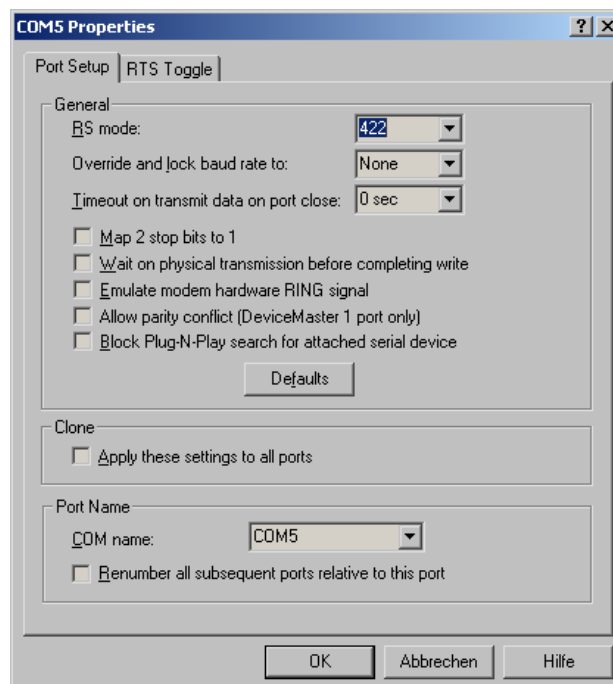 COM5 Properties
Port Setup
RTS Toggle
General
RS mode:
422
Override and lock baud rate to:
None
Timeout on transmit data on port close:
0 sec
Map 2 stop bits to 1
Wait on physical transmission before completing write
Emulate modem hardware RING signal
Allow parity conflict (DeviceMaster 1 port only)
Block Plug-N-Play search for attached serial device
Defaults
Clone
Apply these settings to all ports
Port Name
COM name:
COM5
Renumber all subsequent ports relative to this port
OK
Abbrechen
Hilfe